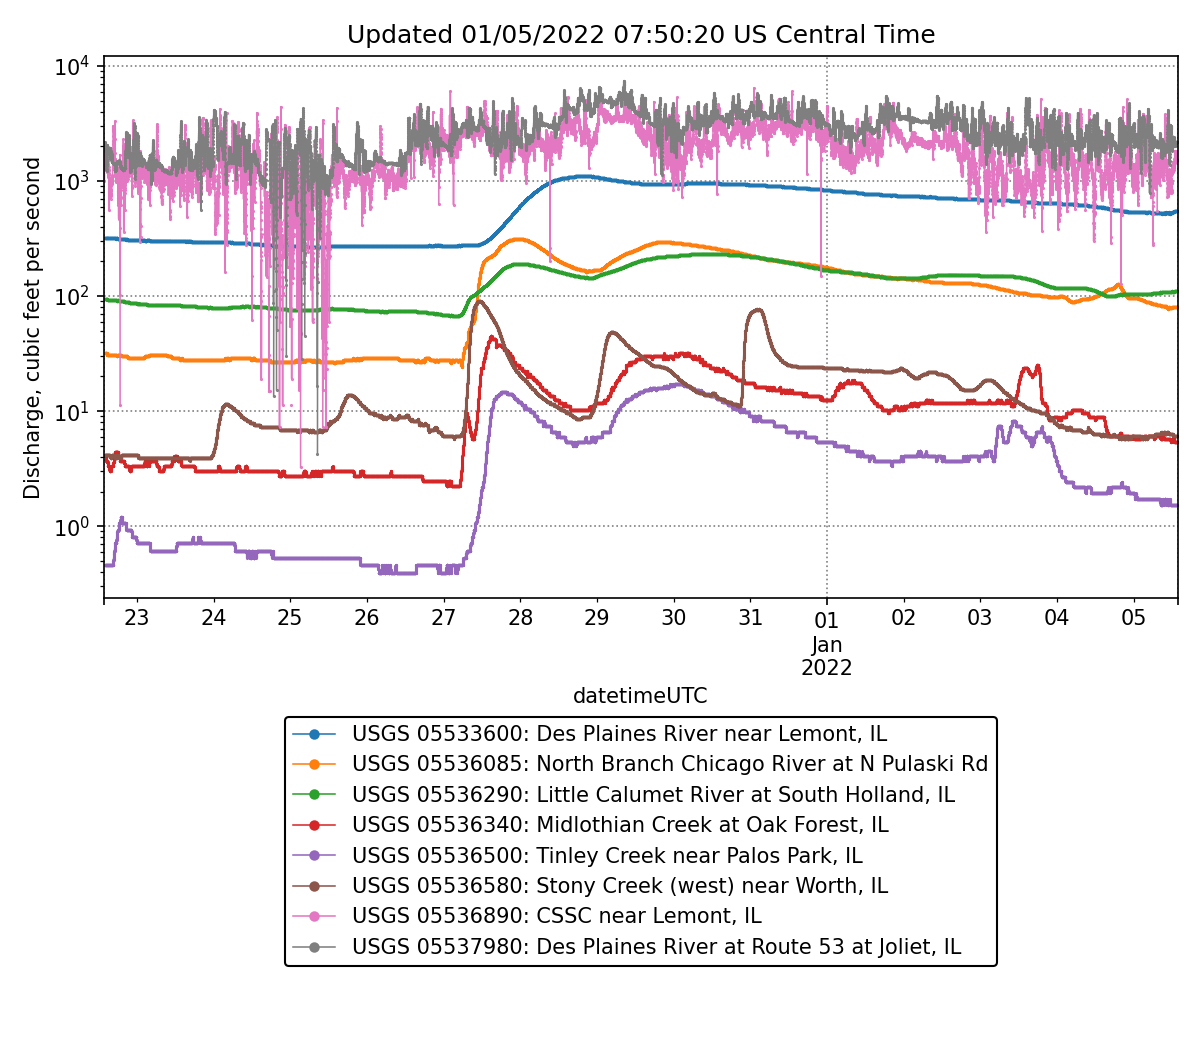 Updated 01/05/2022 07:50:20 US Central Time
Discharge, cubic feet per second
10^4
10^3
10^2
10^1
10^0
23 24 25 26 27 28 29 30 31 01 02 03 04 05
Jan
2022
datetimeUTC
USGS 05533600: Des Plaines River near Lemont, IL
USGS 05536085: North Branch Chicago River at N Pulaski Rd
USGS 05536290: Little Calumet River at South Holland, IL
USGS 05536340: Midlothian Creek at Oak Forest, IL
USGS 05536500: Tinley Creek near Palos Park, IL
USGS 05536580: Stony Creek (west) near Worth, IL
USGS 05536890: CSSC near Lemont, IL
USGS 05537980: Des Plaines River at Route 53 at Joliet, IL